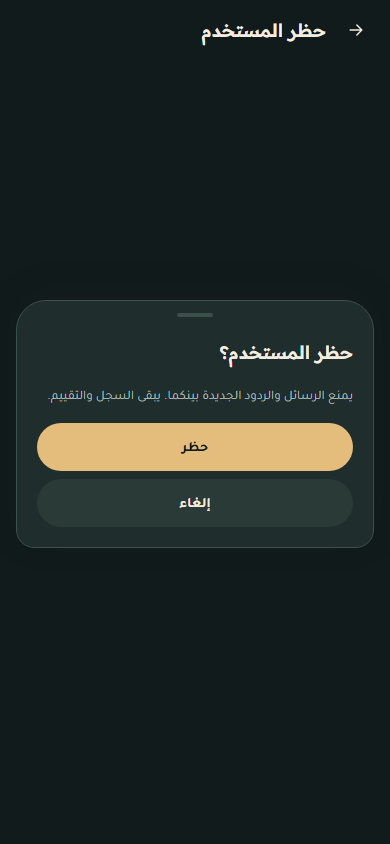 حظر المستخدم
حظر المستخدم؟
يمنع الرسائل والردود الجديدة بينكما. يبقى السجل والتقييم.
حظر
إلغاء